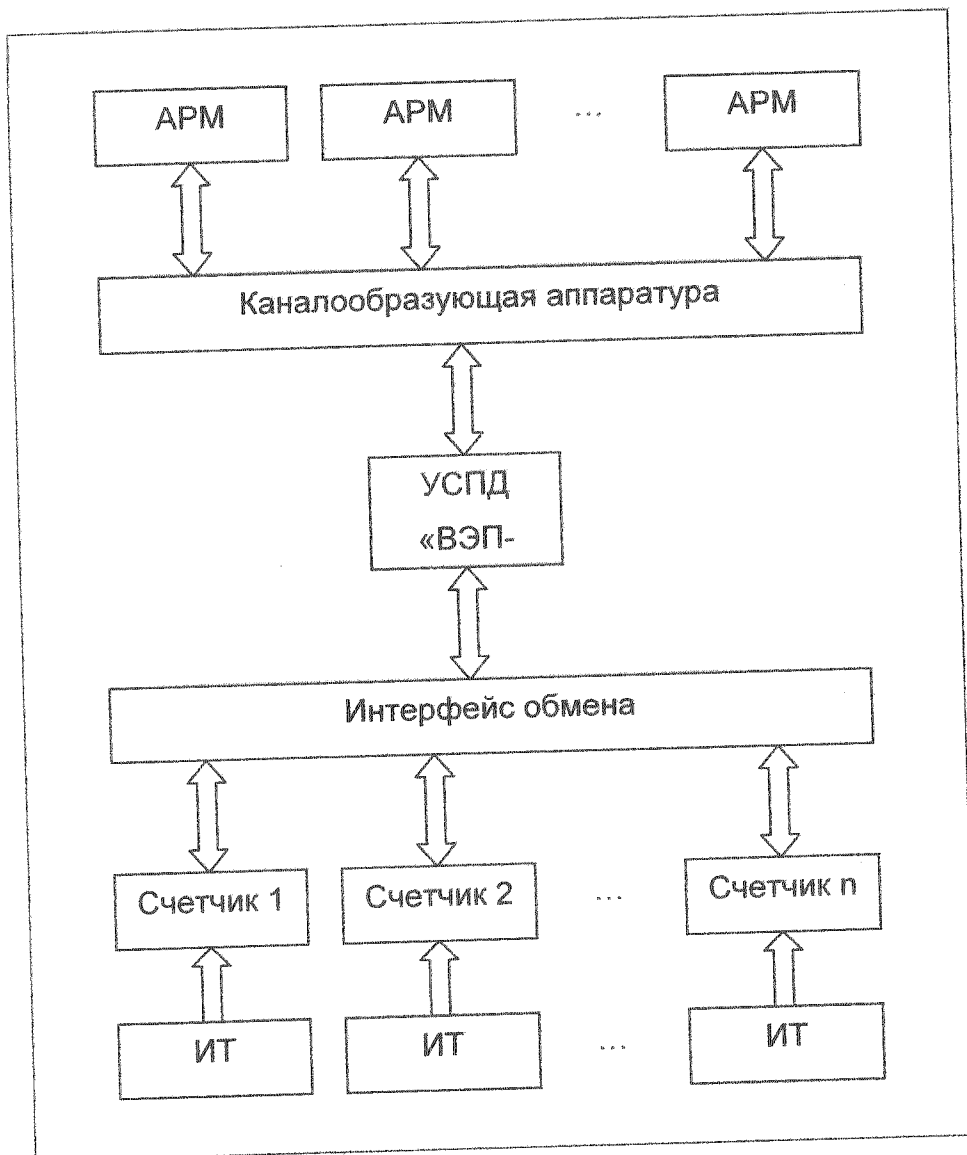 АРМ
АРМ
...
АРМ
Каналообразующая аппаратура
УСПД
«ВЭП-
Интерфейс обмена
Счетчик 1
Счетчик 2
...
Счетчик n
ИТ
ИТ
...
ИТ